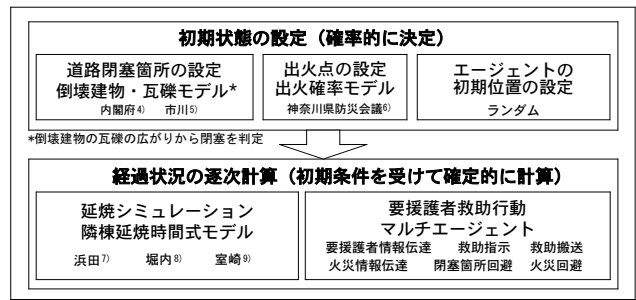 初期状態の設定（確率的に決定）
道路閉塞箇所の設定
倒壊建物・瓦礫モデル*
内閣府4) 市川5)
出火点の設定
出火確率モデル
神奈川県防災会議6)
エージェントの
初期位置の設定
ランダム
*倒壊建物の瓦礫の広がりから閉塞を判定
経過状況の逐次計算（初期条件を受けて確定的に計算）
延焼シミュレーション
隣棟延焼時間式モデル
浜田7) 堀内8) 室崎9)
要援護者救助行動
マルチエージェント
要援護者情報伝達 救助指示 救助搬送
火災情報伝達 閉塞箇所回避 火災回避